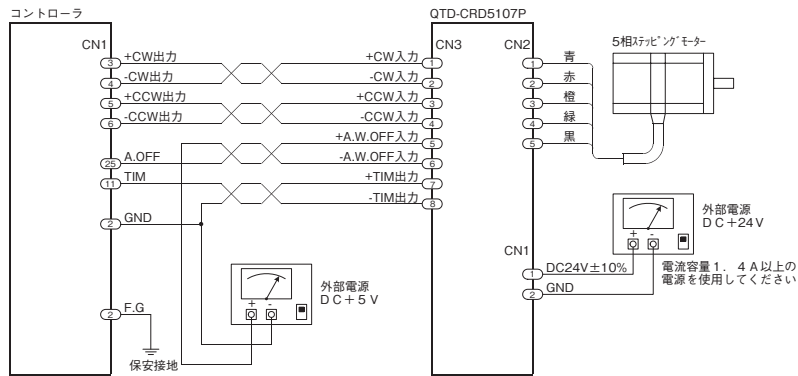 コントローラ
QTD-CRD5107P
CN1
CN3
CN2
5相ステッピングモーター
3 +CW出力
4 -CW出力
5 +CCW出力
6 -CCW出力
25 A.OFF
11 TIM
2 GND
2 F.G
保安接地
+CW入力 1
-CW入力 2
+CCW入力 3
-CCW入力 4
+A.W.OFF入力 5
-A.W.OFF入力 6
+TIM出力 7
-TIM出力 8
1 青
2 赤
3 橙
4 緑
5 黒
外部電源
DC+5V
+ -
外部電源
DC+24V
+ -
CN1
1 DC24V±10%
2 GND
電流容量1.4A以上の
電源を使用してください